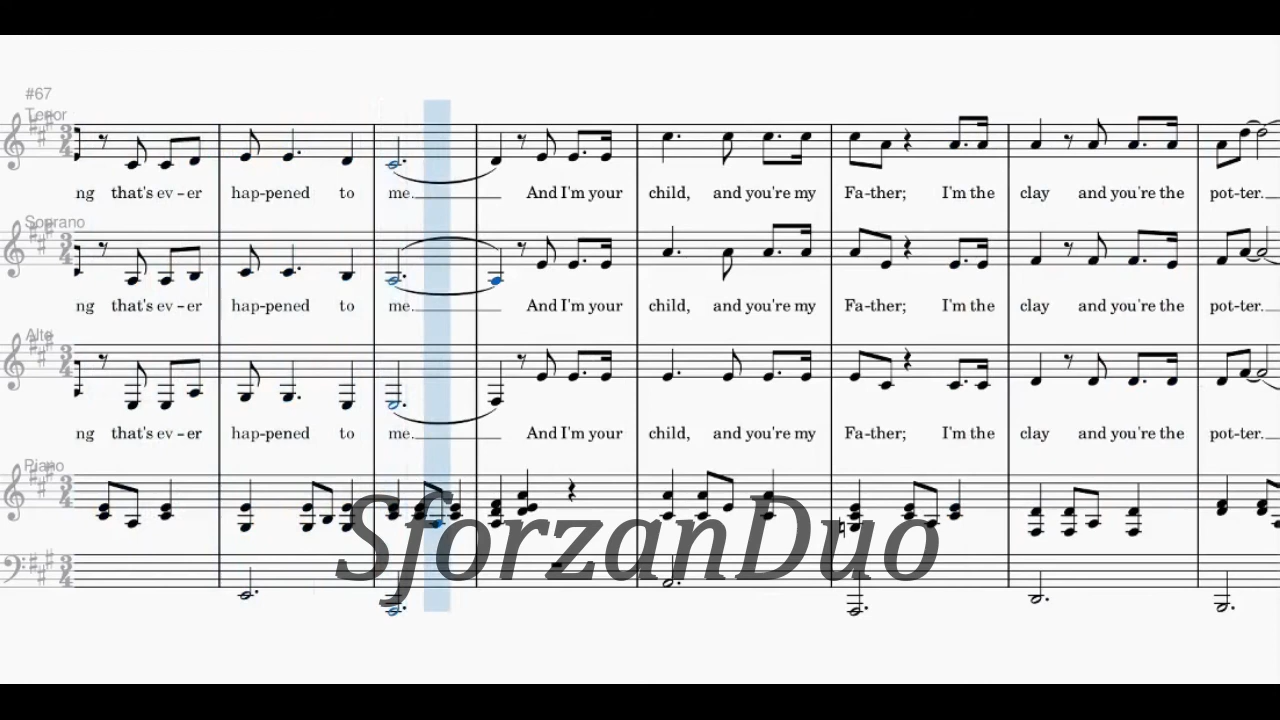 #67
Tenor
ng that's ev-er hap-pened to me. And I'm your child, and you're my Fa-ther; I'm the clay and you're the pot-ter.
Soprano
ng that's ev-er hap-pened to me. And I'm your child, and you're my Fa-ther; I'm the clay and you're the pot-ter.
Alto
ng that's ev-er hap-pened to me. And I'm your child, and you're my Fa-ther; I'm the clay and you're the pot-ter.
Piano
SforzanDuo